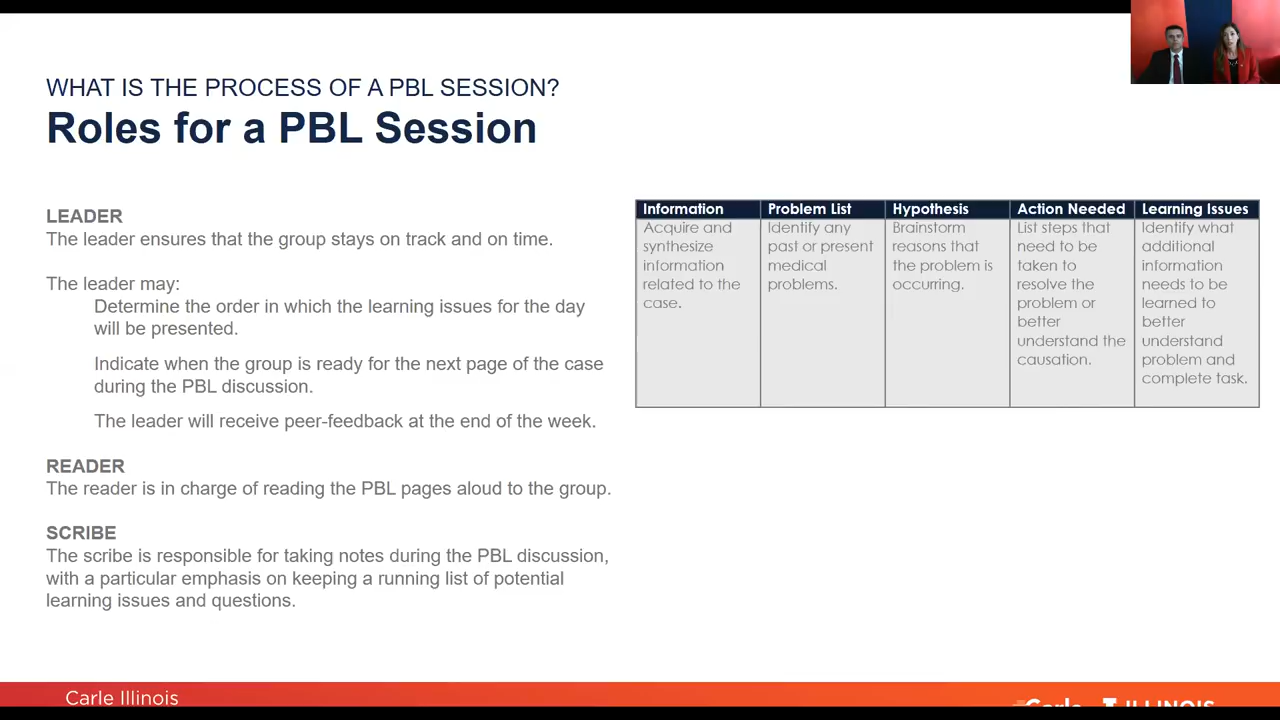 WHAT IS THE PROCESS OF A PBL SESSION?
Roles for a PBL Session
LEADER
The leader ensures that the group stays on track and on time.
The leader may:
Determine the order in which the learning issues for the day
will be presented.
Indicate when the group is ready for the next page of the case
during the PBL discussion.
The leader will receive peer-feedback at the end of the week.
READER
The reader is in charge of reading the PBL pages aloud to the group.
SCRIBE
The scribe is responsible for taking notes during the PBL discussion,
with a particular emphasis on keeping a running list of potential
learning issues and questions.
Information
Acquire and
synthesize
information
related to the
case.
Problem List
Identify any
past or present
medical
problems.
Hypothesis
Brainstorm
reasons that
the problem is
occurring.
Action Needed
List steps that
need to be
taken to
resolve the
problem or
better
understand the
causation.
Learning Issues
Identify what
additional
information
needs to be
learned to
better
understand
problem and
complete task.
Carle Illinois
Carle
ILLINOIS